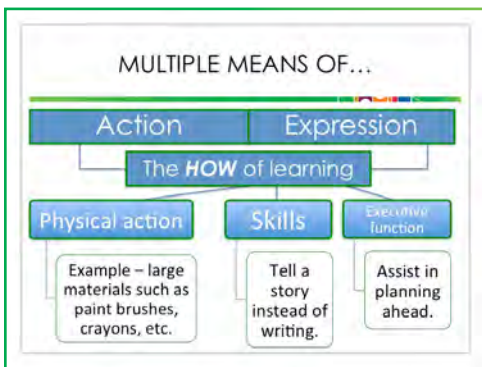 MULTIPLE MEANS OF...
Action
Expression
The HOW of learning
Physical action
Skills
Executive
function
Example – large
materials such as
paint brushes,
crayons, etc.
Tell a
story
instead of
writing.
Assist in
planning
ahead.